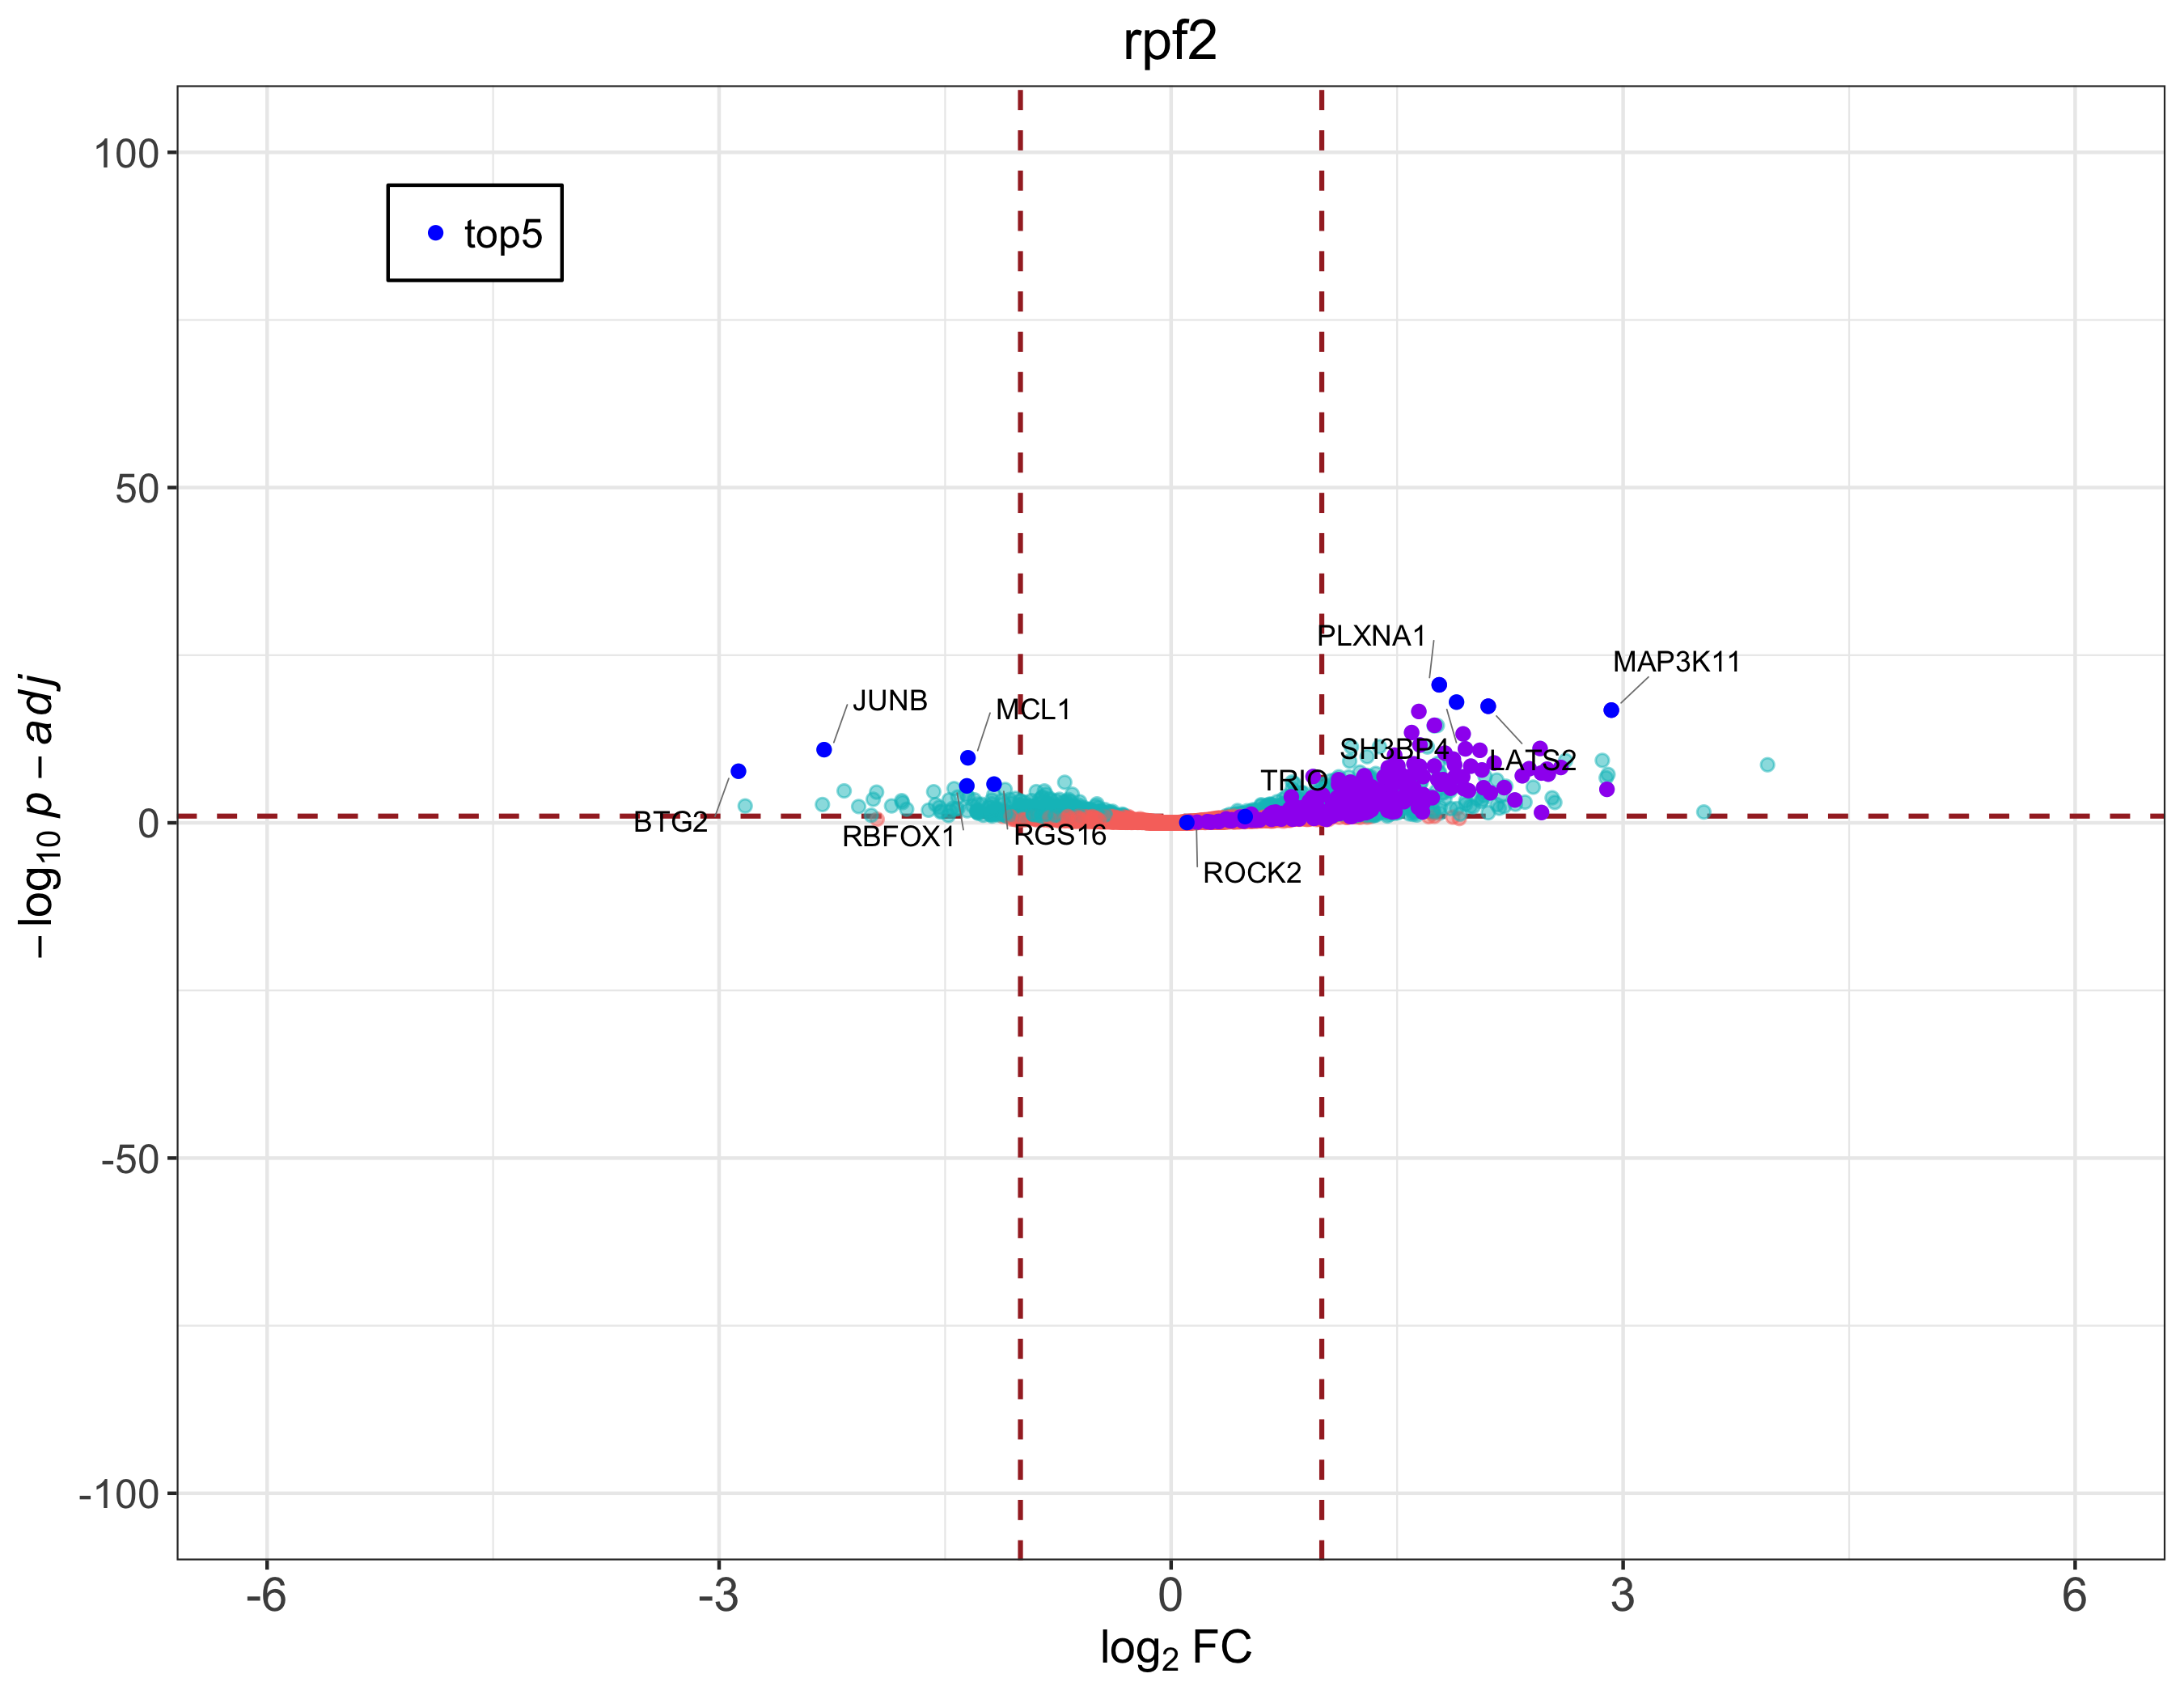 rpf2
100
50
0
-50
-100
−log10 p − adj
top5
PLXNA1
MAP3K11
JUNB
MCL1
SH3BP4
LATS2
TRIO
BTG2
RBFOX1
RGS16
ROCK2
-6
-3
0
3
6
log2 FC